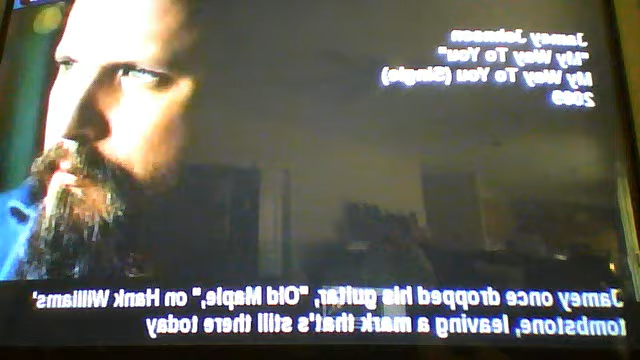 Jamey Johnson
"My Way To You"
My Way To You (Single)
2009
Jamey once dropped his guitar, "Old Maple," on Hank Williams'
tombstone, leaving a mark that's still there today